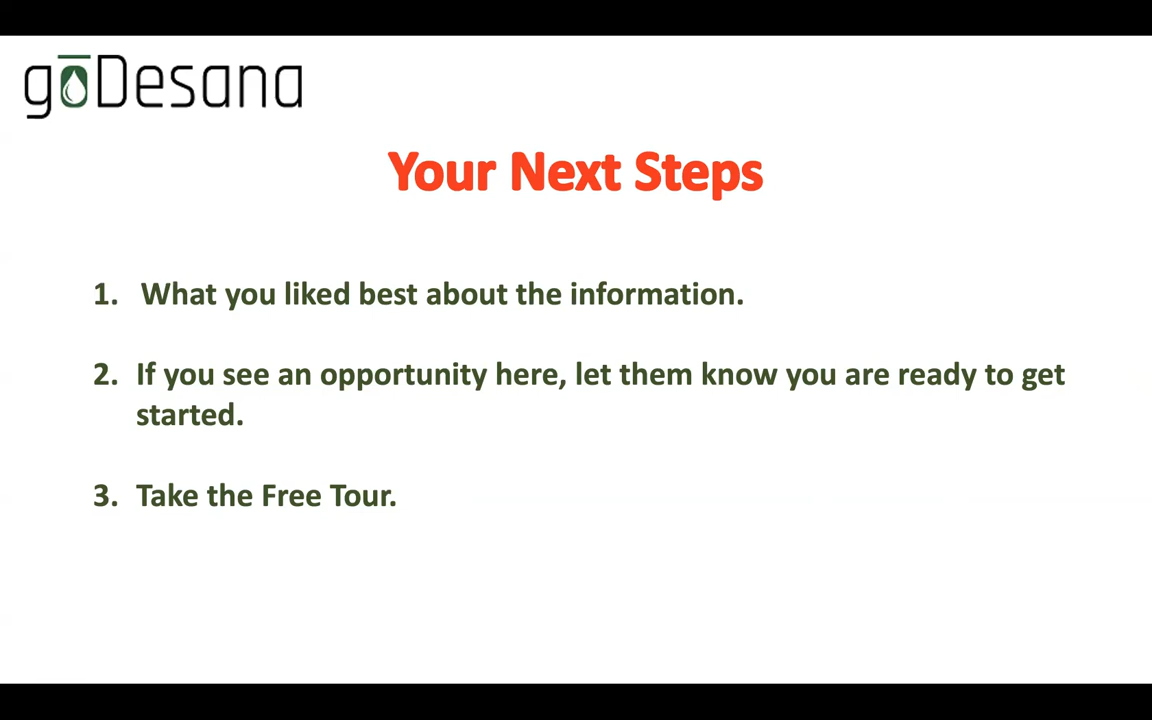 gōDesana
Your Next Steps
1. What you liked best about the information.
2. If you see an opportunity here, let them know you are ready to get
started.
3. Take the Free Tour.